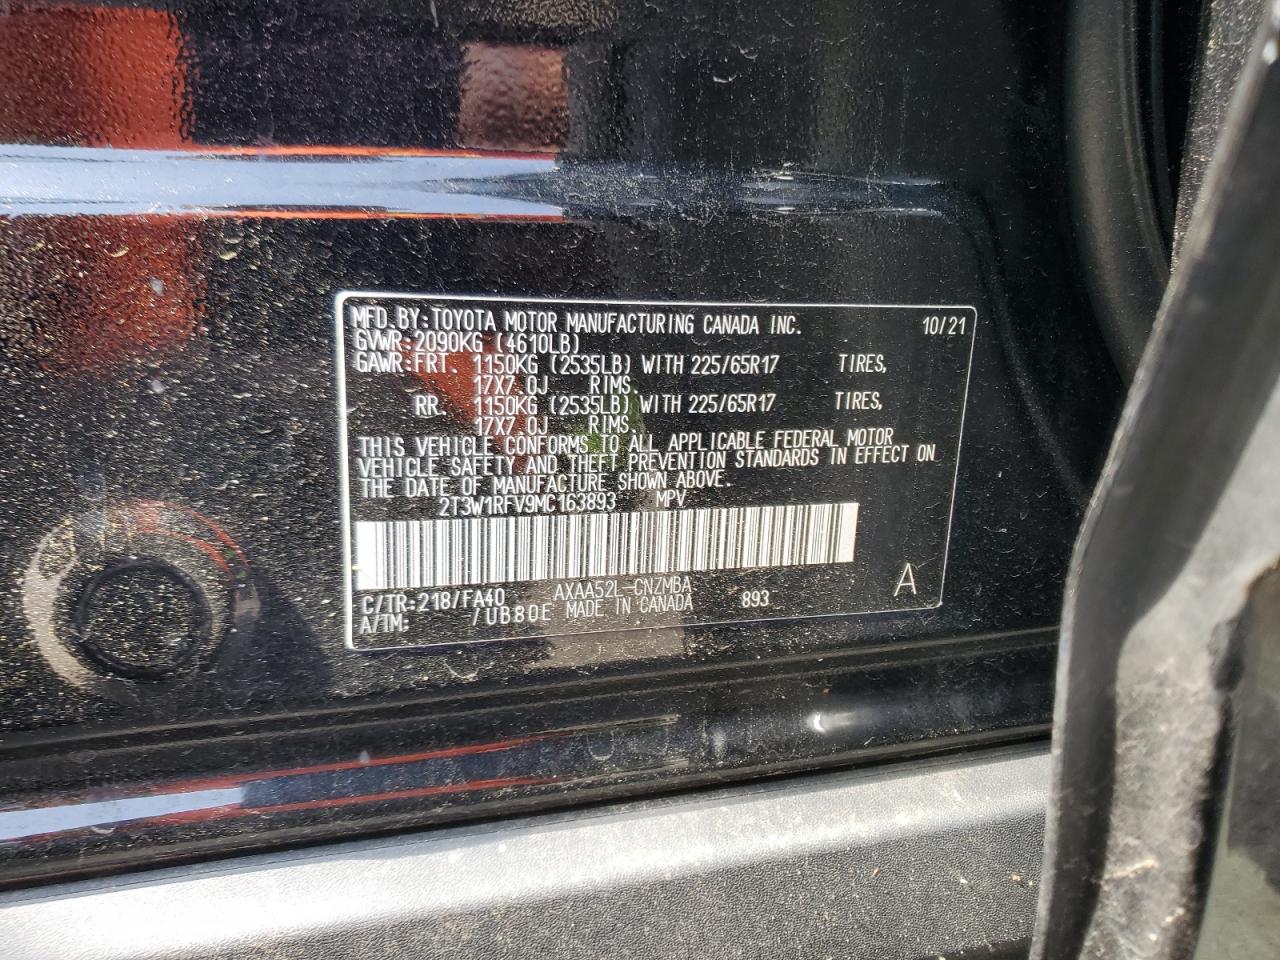 MFD.BY:TOYOTA MOTOR MANUFACTURING CANADA INC. 10/21
GVWR:2090KG (4610LB)
GAWR:FRT. 1150KG (2535LB) WITH 225/65R17 TIRES,
17X7.0J RIMS,
RR. 1150KG (2535LB) WITH 225/65R17 TIRES,
17X7.0J RIMS.
THIS VEHICLE CONFORMS TO ALL APPLICABLE FEDERAL MOTOR
VEHICLE SAFETY AND THEFT PREVENTION STANDARDS IN EFFECT ON
THE DATE OF MANUFACTURE SHOWN ABOVE.
2T3W1RFV9MC163893 MPV
C/TR:218/FA40 AXAA52L-CNZMBA 893 A
A/TM: /UB80F MADE IN CANADA